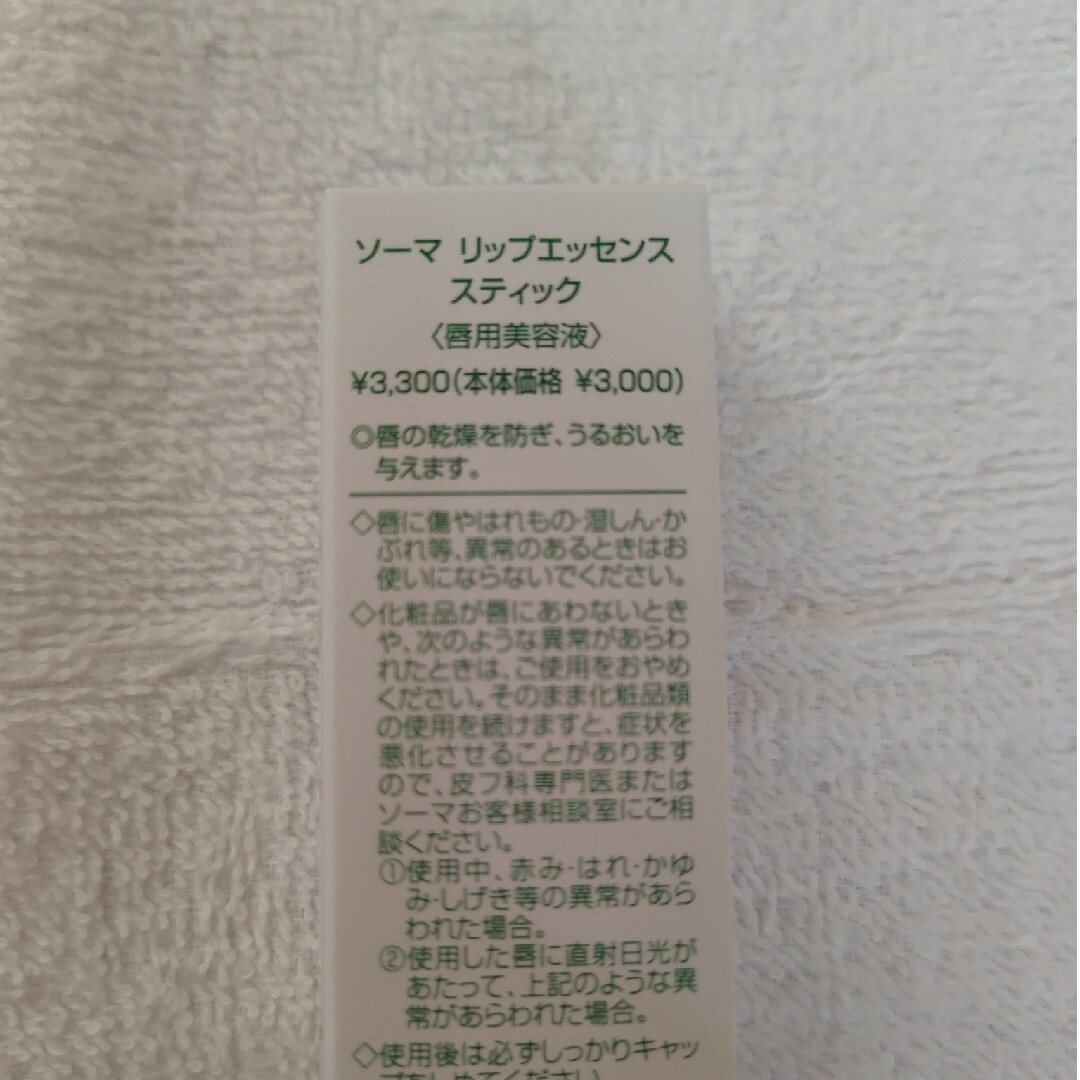 ソーマ リップエッセンス
スティック
〈唇用美容液〉
¥3,300(本体価格 ¥3,000)
◎唇の乾燥を防ぎ、うるおいを
与えます。
◇唇に傷やはれもの・湿しん・か
ぶれ等、異常のあるときはお
使いにならないでください。
◇化粧品が唇にあわないとき
や、次のような異常があらわ
れたときは、ご使用をおやめ
ください。そのまま化粧品類
の使用を続けますと、症状を
悪化させることがあります
ので、皮フ科専門医または
ソーマお客様相談室にご相
談ください。
①使用中、赤み・はれ・かゆ
み・しげき等の異常があら
われた場合。
②使用した唇に直射日光が
あたって、上記のような異
常があらわれた場合。
◇使用後は必ずしっかりキャッ
プをしめてください